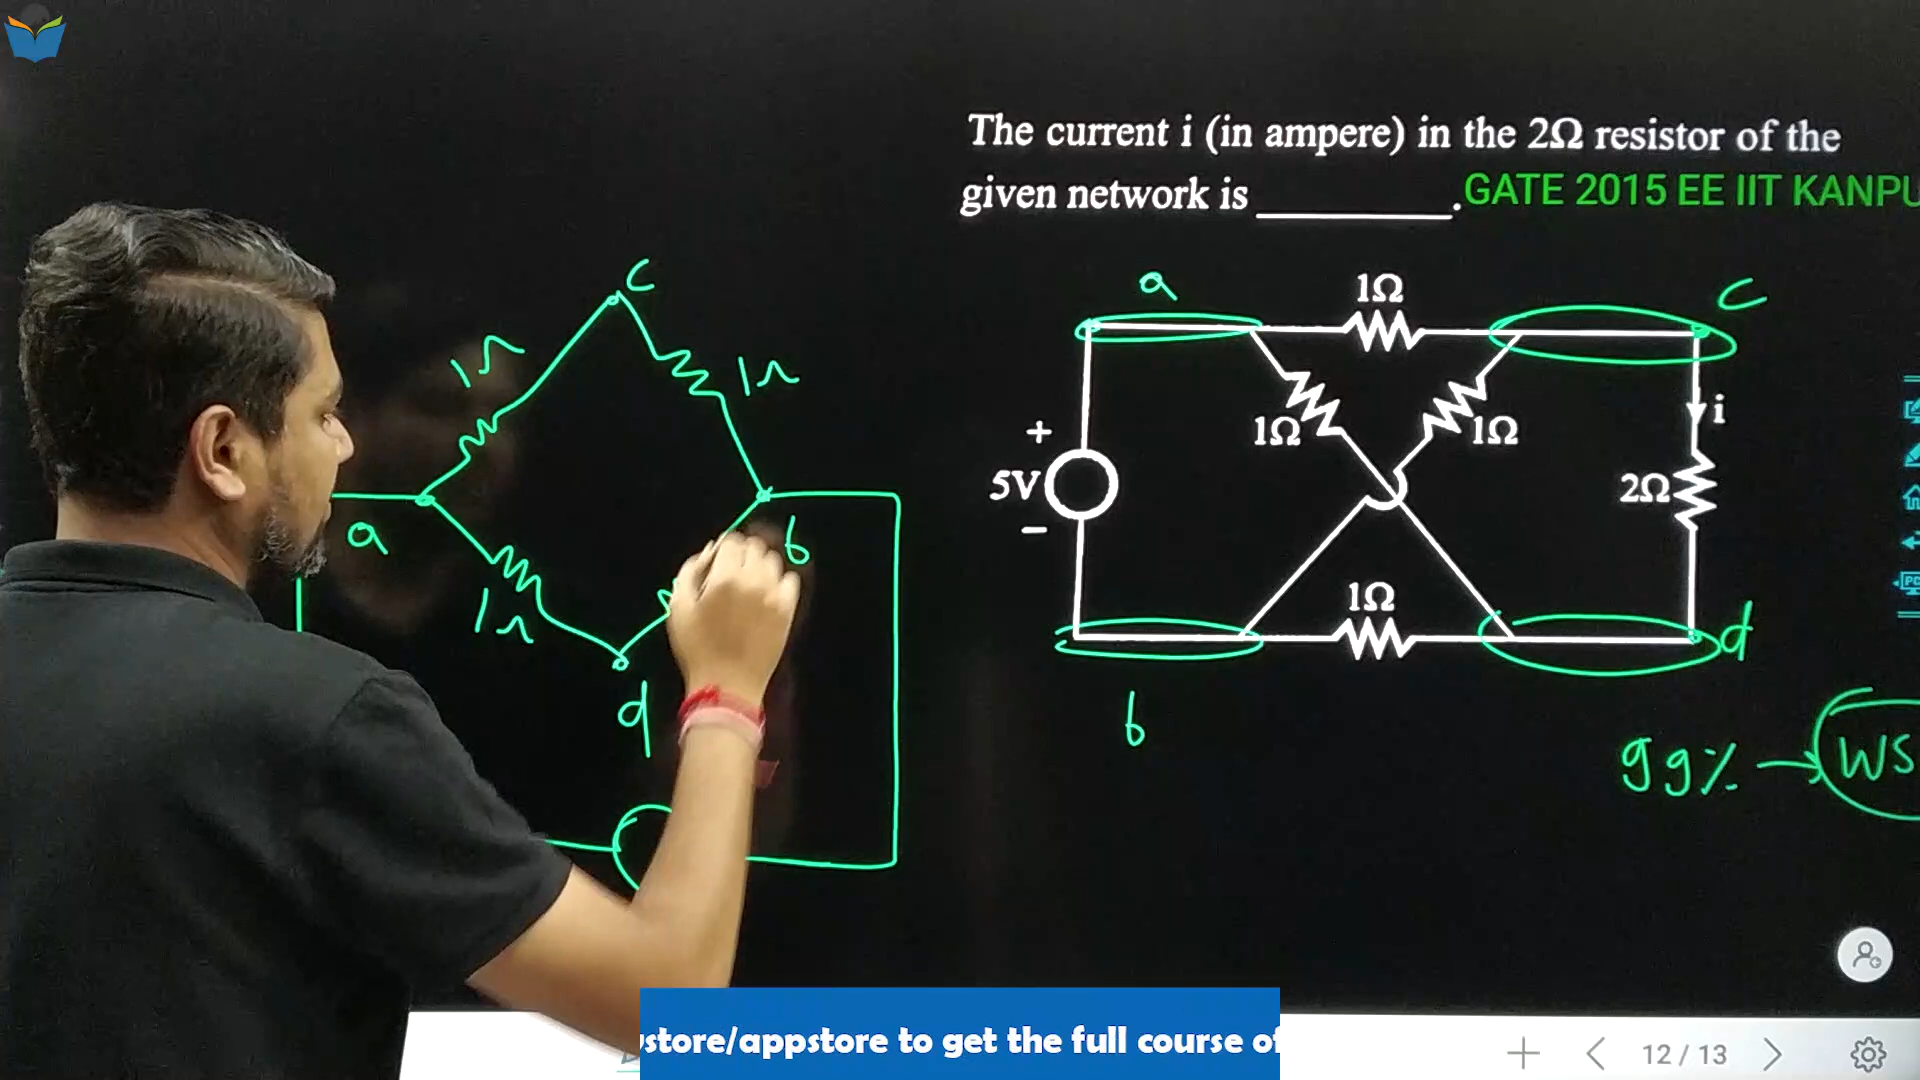 The current i (in ampere) in the 2Ω resistor of the
given network is ________. GATE 2015 EE IIT KANPU
a
1Ω
c
1Ω
1Ω
i
+
5V
−
2Ω
1Ω
b
d
99% → WS
c
1Ω
1Ω
a
b
1Ω
d
store/appstore to get the full course of
12 / 13